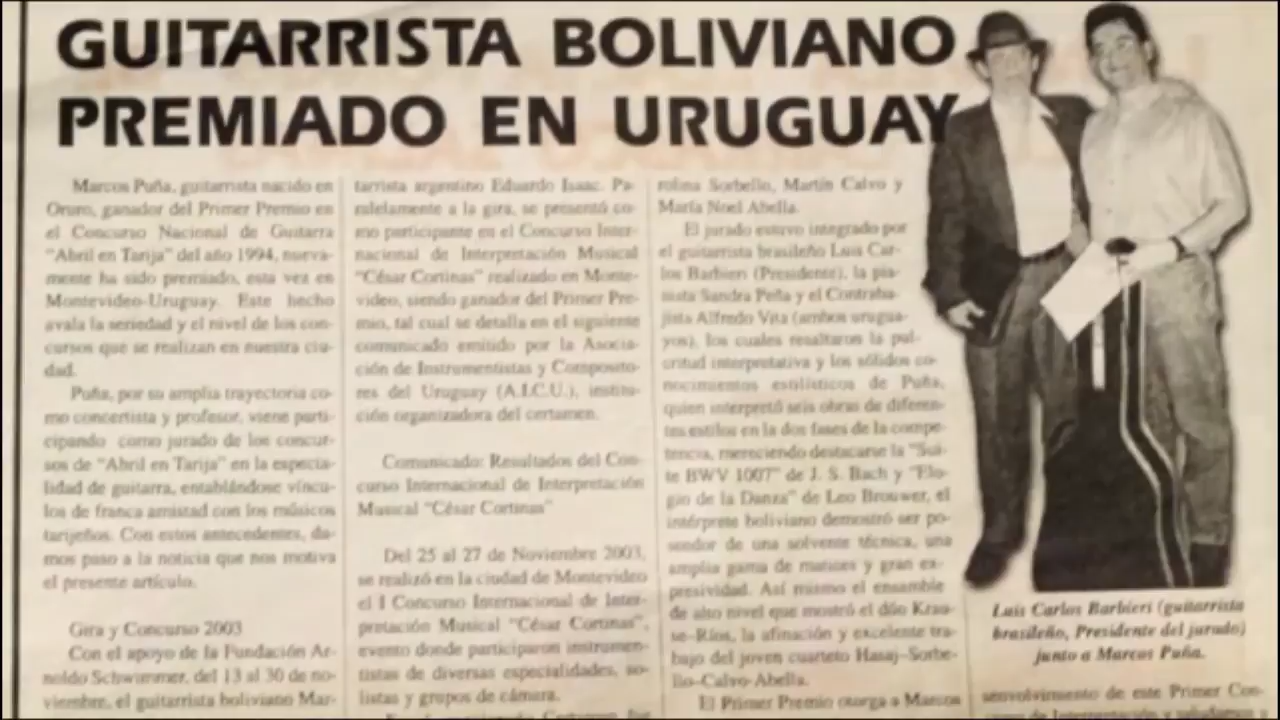 GUITARRISTA BOLIVIANO
PREMIADO EN URUGUAY
Marcos Puña, guitarrista nacido en
Oruro, ganador del Primer Premio en
el Concurso Nacional de Guitarra
“Abril en Tarija” del año 1994, nueva-
mente ha sido premiado, esta vez en
Montevideo-Uruguay. Este hecho
avala la seriedad y el nivel de los con-
cursos que se realizan en nuestra ciu-
dad.
Puña, por su amplia trayectoria co-
mo concertista y profesor, viene parti-
cipando como jurado de los concur-
sos de “Abril en Tarija” en la especia-
lidad de guitarra, entablándose víncu-
los de franca amistad con los músicos
tarijeños. Con estos antecedentes, da-
mos paso a la noticia que nos motiva
el presente artículo.
Gira y Concurso 2003
Con el apoyo de la Fundación Ar-
noldo Schwimmer, del 13 al 30 de no-
viembre, el guitarrista boliviano Mar-
tarrista argentino Eduardo Isaac. Pa-
ralelamente a la gira, se presentó co-
mo participante en el Concurso Inter-
nacional de Interpretación Musical
“César Cortinas” realizado en Monte-
video, siendo ganador del Primer Pre-
mio, tal cual se detalla en el siguiente
comunicado emitido por la Asocia-
ción de Instrumentistas y Composito-
res del Uruguay (A.I.C.U.), institu-
ción organizadora del certamen.
Comunicado: Resultados del Con-
curso Internacional de Interpretación
Musical “César Cortinas”
Del 25 al 27 de Noviembre 2003,
se realizó en la ciudad de Montevideo
el I Concurso Internacional de Inter-
pretación Musical “César Cortinas”,
evento donde participaron instrumen-
tistas de diversas especialidades, so-
listas y grupos de cámara.
rolina Sorbello, Martín Calvo y
María Noel Abella.
El jurado estuvo integrado por
el guitarrista brasileño Luis Car-
los Barbieri (Presidente), la pia-
nista Sandra Peña y el Contraba-
jista Alfredo Vita (ambos urugua-
yos), los cuales resaltaron la pul-
critud interpretativa y los sólidos co-
nocimientos estilísticos de Puña,
quien interpretó seis obras de diferen-
tes estilos en la dos fases de la compe-
tencia, mereciendo destacarse la “Sui-
te BWV 1007” de J. S. Bach y “Elo-
gio de la Danza” de Leo Brouwer, el
intérprete boliviano demostró ser po-
seedor de una solvente técnica, una
amplia gama de matices y gran ex-
presividad. Así mismo el ensamble
de alto nivel que mostró el dúo Krau-
se-Ríos, la afinación y excelente tra-
bajo del joven cuarteto Hasaj-Sorbe-
llo-Calvo-Abella.
El Primer Premio otorga a Marcos
Luis Carlos Barbieri (guitarrista
brasileño, Presidente del jurado)
junto a Marcos Puña.
senvolvimiento de este Primer Con-